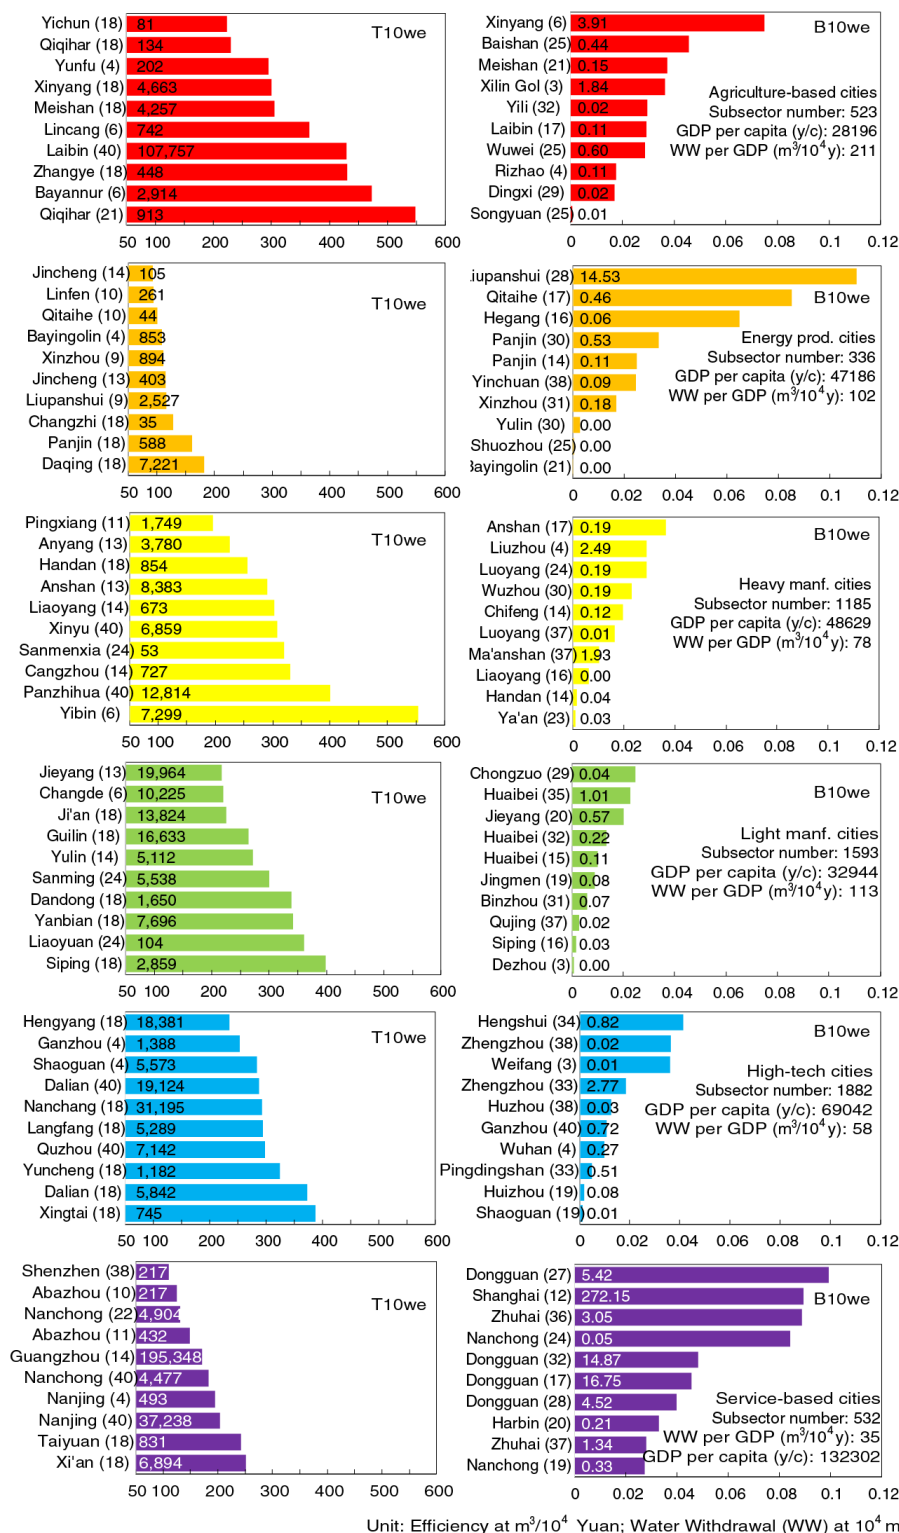 T10we
Yichun (18) 81
Qiqihar (18) 134
Yunfu (4) 202
Xinyang (18) 4,663
Meishan (18) 4,257
Lincang (6) 742
Laibin (40) 107,757
Zhangye (18) 448
Bayannur (6) 2,914
Qiqihar (21) 913
50 100 200 300 400 500 600
B10we
Xinyang (6) 3.91
Baishan (25) 0.44
Meishan (21) 0.15
Xilin Gol (3) 1.84
Yili (32) 0.02
Laibin (17) 0.11
Wuwei (25) 0.60
Rizhao (4) 0.11
Dingxi (29) 0.02
Songyuan (25) 0.01
Agriculture-based cities
Subsector number: 523
GDP per capita (y/c): 28196
WW per GDP (m³/10⁴y): 211
0 0.02 0.04 0.06 0.08 0.1 0.12
T10we
Jincheng (14) 105
Linfen (10) 261
Qitaihe (10) 44
Bayingolin (4) 853
Xinzhou (9) 894
Jincheng (13) 403
Liupanshui (9) 2,527
Changzhi (18) 35
Panjin (18) 588
Daqing (18) 7,221
50 100 200 300 400 500 600
B10we
iupanshui (28) 14.53
Qitaihe (17) 0.46
Hegang (16) 0.06
Panjin (30) 0.53
Panjin (14) 0.11
Yinchuan (38) 0.09
Xinzhou (31) 0.18
Yulin (30) 0.00
Shuozhou (25) 0.00
Bayingolin (21) 0.00
Energy prod. cities
Subsector number: 336
GDP per capita (y/c): 47186
WW per GDP (m³/10⁴y): 102
0 0.02 0.04 0.06 0.08 0.1 0.12
T10we
Pingxiang (11) 1,749
Anyang (13) 3,780
Handan (18) 854
Anshan (13) 8,383
Liaoyang (14) 673
Xinyu (40) 6,859
Sanmenxia (24) 53
Cangzhou (14) 727
Panzhihua (40) 12,814
Yibin (6) 7,299
50 100 200 300 400 500 600
B10we
Anshan (17) 0.19
Liuzhou (4) 2.49
Luoyang (24) 0.19
Wuzhou (30) 0.19
Chifeng (14) 0.12
Luoyang (37) 0.01
Ma'anshan (37) 1.93
Liaoyang (16) 0.00
Handan (14) 0.04
Ya'an (23) 0.03
Heavy manf. cities
Subsector number: 1185
GDP per capita (y/c): 48629
WW per GDP (m³/10⁴y): 78
0 0.02 0.04 0.06 0.08 0.1 0.12
T10we
Jieyang (13) 19,964
Changde (6) 10,225
Ji'an (18) 13,824
Guilin (18) 16,633
Yulin (14) 5,112
Sanming (24) 5,538
Dandong (18) 1,650
Yanbian (18) 7,696
Liaoyuan (24) 104
Siping (18) 2,859
50 100 200 300 400 500 600
B10we
Chongzuo (29) 0.04
Huaibei (35) 1.01
Jieyang (20) 0.57
Huaibei (32) 0.22
Huaibei (15) 0.11
Jingmen (19) 0.08
Binzhou (31) 0.07
Qujing (37) 0.02
Siping (16) 0.03
Dezhou (3) 0.00
Light manf. cities
Subsector number: 1593
GDP per capita (y/c): 32944
WW per GDP (m³/10⁴y): 113
0 0.02 0.04 0.06 0.08 0.1 0.12
T10we
Hengyang (18) 18,381
Ganzhou (4) 1,388
Shaoguan (4) 5,573
Dalian (40) 19,124
Nanchang (18) 31,195
Langfang (18) 5,289
Quzhou (40) 7,142
Yuncheng (18) 1,182
Dalian (18) 5,842
Xingtai (18) 745
50 100 200 300 400 500 600
B10we
Hengshui (34) 0.82
Zhengzhou (38) 0.02
Weifang (3) 0.01
Zhengzhou (33) 2.77
Huzhou (38) 0.03
Ganzhou (40) 0.72
Wuhan (4) 0.27
Pingdingshan (33) 0.51
Huizhou (19) 0.08
Shaoguan (19) 0.01
High-tech cities
Subsector number: 1882
GDP per capita (y/c): 69042
WW per GDP (m³/10⁴y): 58
0 0.02 0.04 0.06 0.08 0.1 0.12
T10we
Shenzhen (38) 217
Abazhou (10) 217
Nanchong (22) 4,904
Abazhou (11) 432
Guangzhou (14) 195,348
Nanchong (40) 4,477
Nanjing (4) 493
Nanjing (40) 37,238
Taiyuan (18) 831
Xi'an (18) 6,894
50 100 200 300 400 500 600
B10we
Dongguan (27) 5.42
Shanghai (12) 272.15
Zhuhai (36) 3.05
Nanchong (24) 0.05
Dongguan (32) 14.87
Dongguan (17) 16.75
Dongguan (28) 4.52
Harbin (20) 0.21
Zhuhai (37) 1.34
Nanchong (19) 0.33
Service-based cities
Subsector number: 532
WW per GDP (m³/10⁴y): 35
GDP per capita (y/c): 132302
0 0.02 0.04 0.06 0.08 0.1 0.12
Unit: Efficiency at m³/10⁴ Yuan; Water Withdrawal (WW) at 10⁴ m